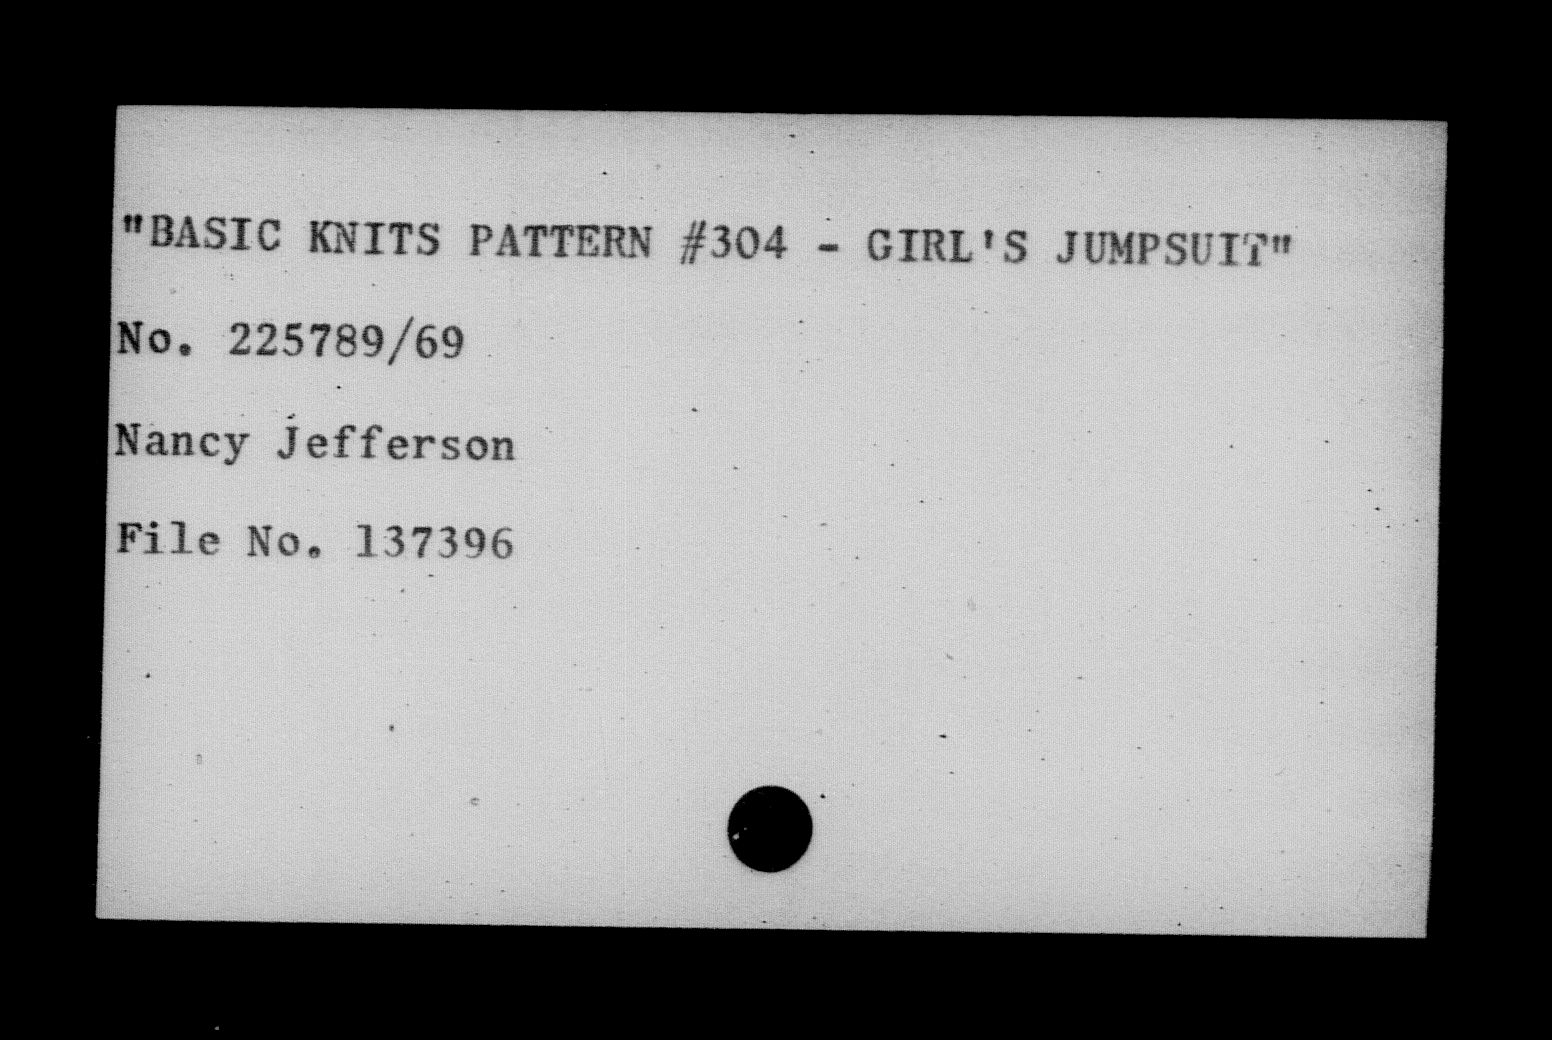 "BASIC KNITS PATTERN #304 - GIRL'S JUMPSUIT"
No. 225789/69
Nancy Jefferson
File No. 137396